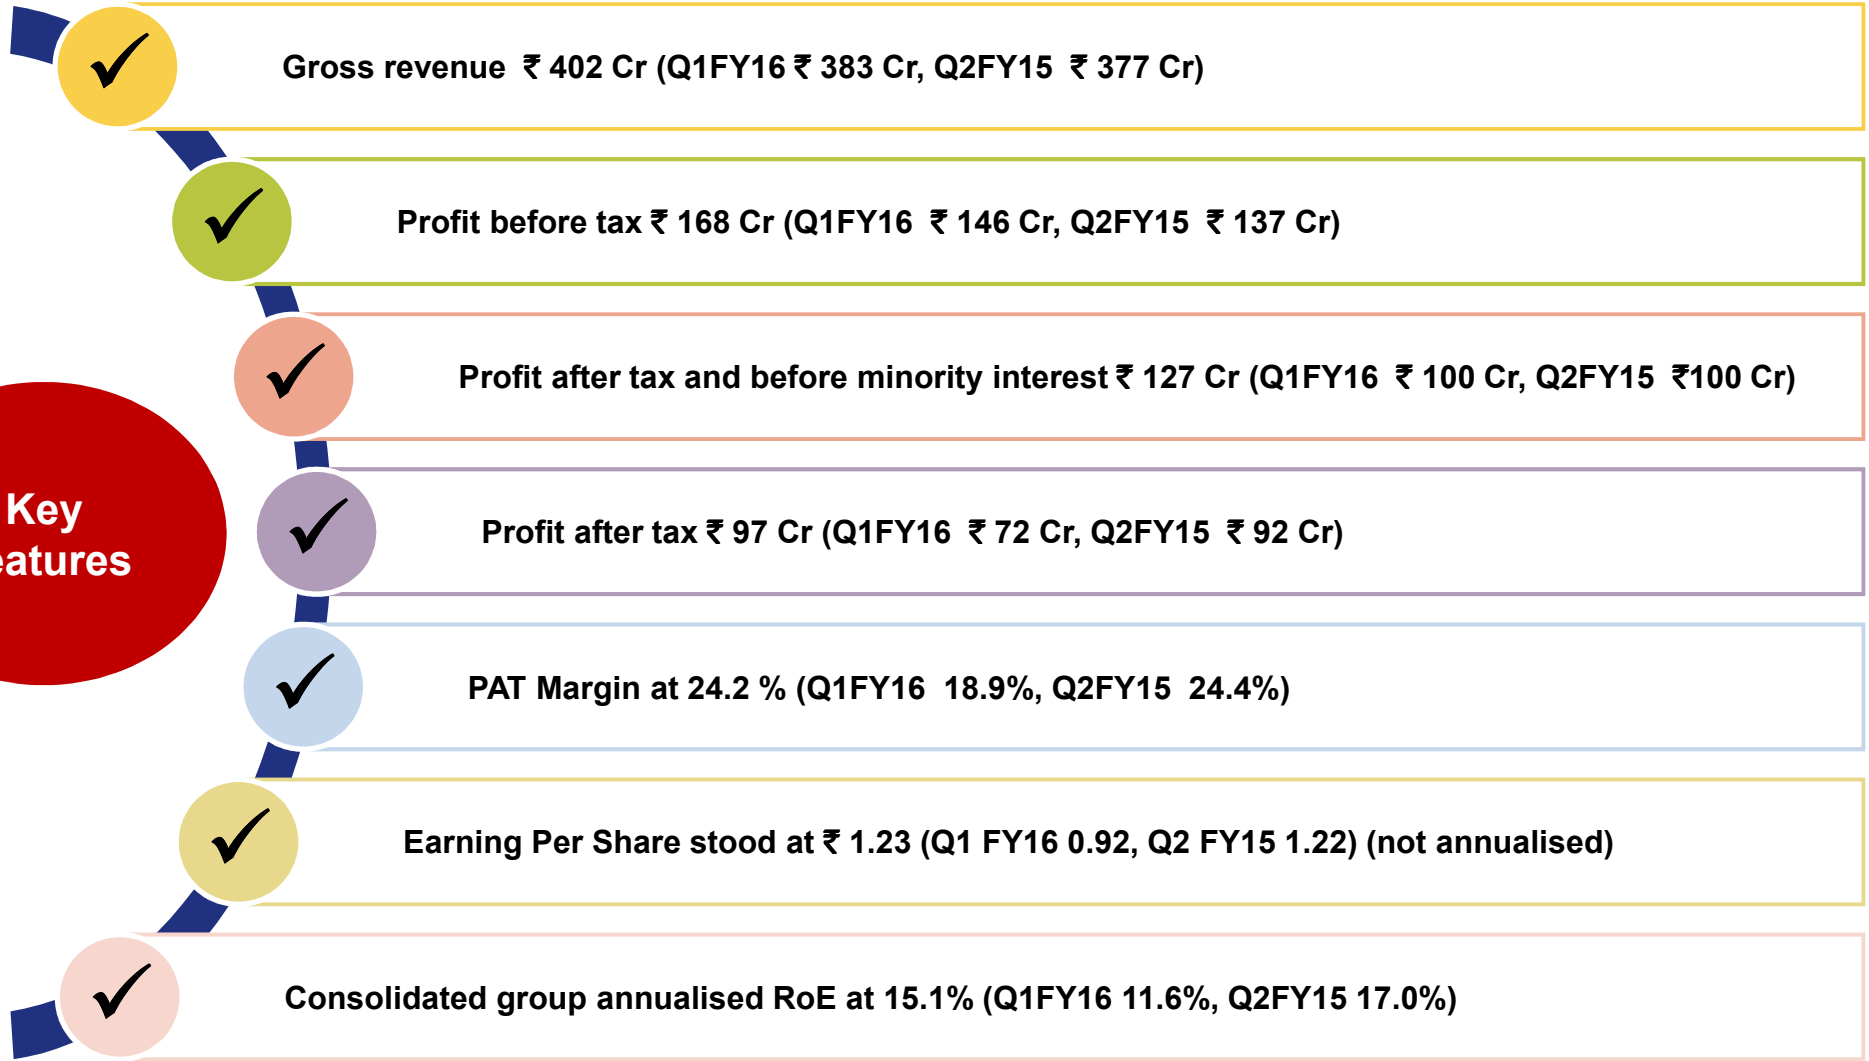 Gross revenue ₹ 402 Cr (Q1FY16 ₹ 383 Cr, Q2FY15 ₹ 377 Cr)
Profit before tax ₹ 168 Cr (Q1FY16 ₹ 146 Cr, Q2FY15 ₹ 137 Cr)
Profit after tax and before minority interest ₹ 127 Cr (Q1FY16 ₹ 100 Cr, Q2FY15 ₹100 Cr)
Key
eatures
Profit after tax ₹ 97 Cr (Q1FY16 ₹ 72 Cr, Q2FY15 ₹ 92 Cr)
PAT Margin at 24.2 % (Q1FY16 18.9%, Q2FY15 24.4%)
Earning Per Share stood at ₹ 1.23 (Q1 FY16 0.92, Q2 FY15 1.22) (not annualised)
Consolidated group annualised RoE at 15.1% (Q1FY16 11.6%, Q2FY15 17.0%)